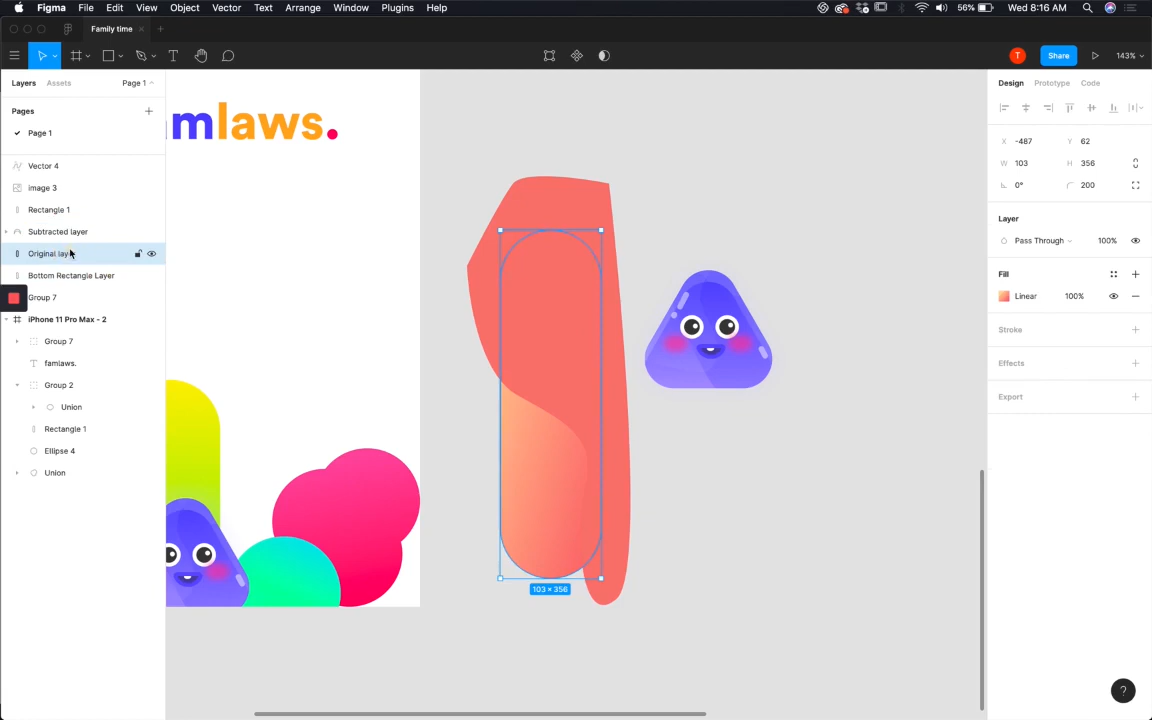 Figma File Edit View Vector Text Arrange Window Plugins Help 56% Wed 8:16 AM
Family time
T Share 143%
Layers Assets Page 1 Design Prototype Code
Pages
Page 1
mlaws.
X -487 Y 62
W 103 H 356
0° 200
Vector 4
image 3
Rectangle 1
Subtracted layer
Original
Bottom Rectangle Layer
Group 7
iPhone 11 Pro Max - 2
Group 7
famlaws.
Group 2
Union
Rectangle 1
Ellipse 4
Union
Layer
Pass Through 100%
Fill
Linear 100%
Stroke
Effects
Export
103 × 356
?